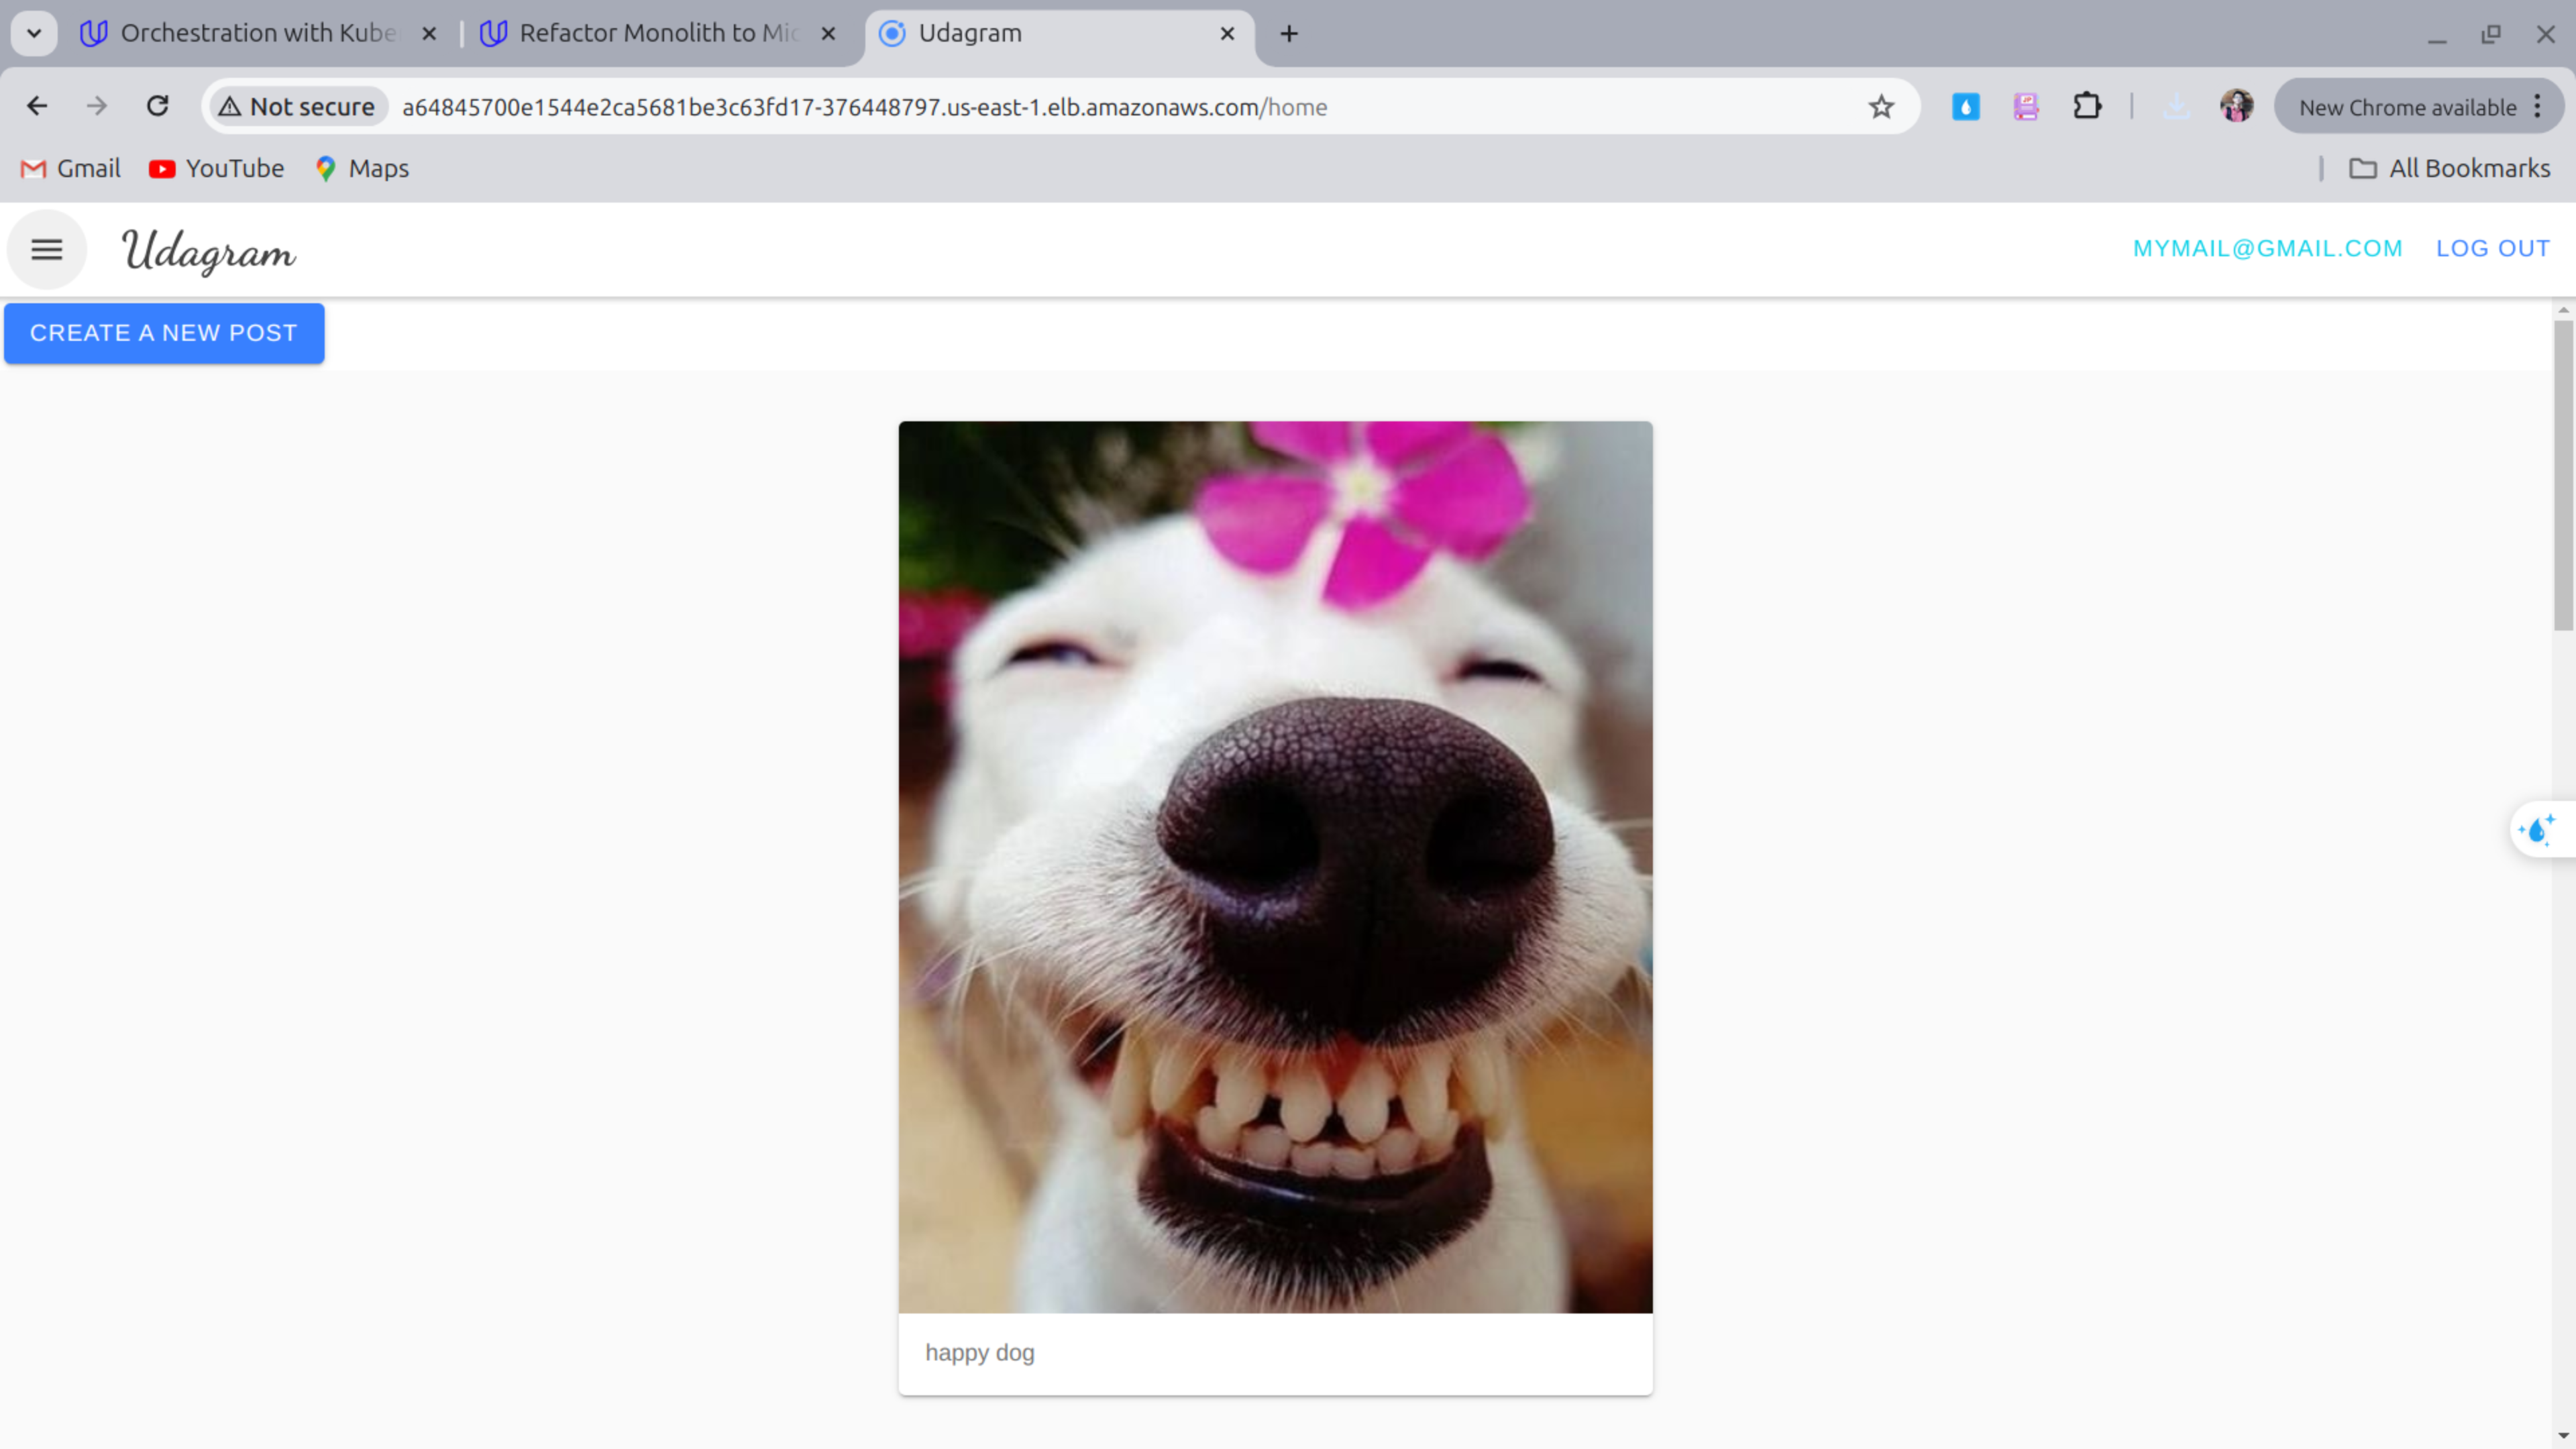 Orchestration with Kube
Refactor Monolith to Mic
Udagram
Not secure
a64845700e1544e2ca5681be3c63fd17-376448797.us-east-1.elb.amazonaws.com/home
New Chrome available
Gmail
YouTube
Maps
All Bookmarks
Udagram
MYMAIL@GMAIL.COM
LOG OUT
CREATE A NEW POST
happy dog